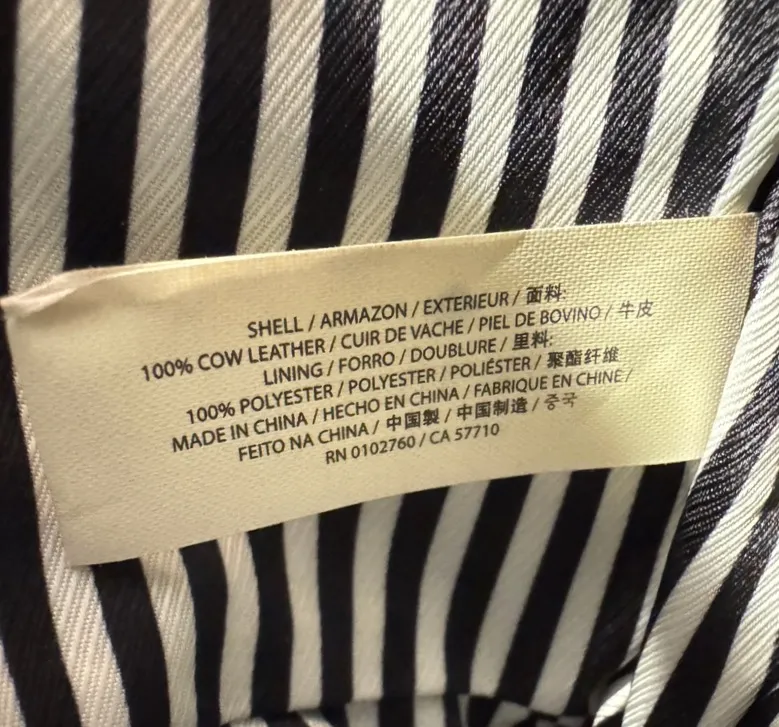 SHELL / ARMAZON / EXTERIEUR / 面料:
100% COW LEATHER / CUIR DE VACHE / PIEL DE BOVINO / 牛皮
LINING / FORRO / DOUBLURE / 里料:
100% POLYESTER / POLYESTER / POLIÉSTER / 聚酯纤维
MADE IN CHINA / HECHO EN CHINA / FABRIQUE EN CHINE /
FEITO NA CHINA / 中国製 / 中国制造 / 중국
RN 0102760 / CA 57710